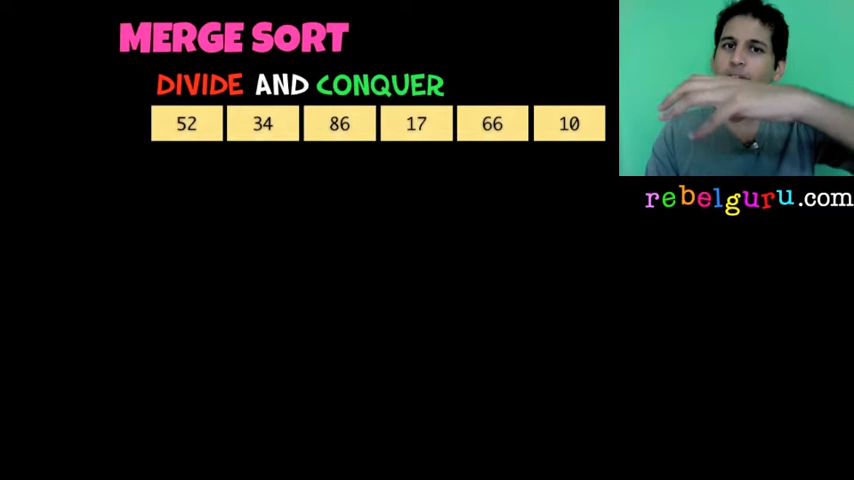 MERGE SORT
DIVIDE AND CONQUER
52 34 86 17 66 10
rebelguru.com